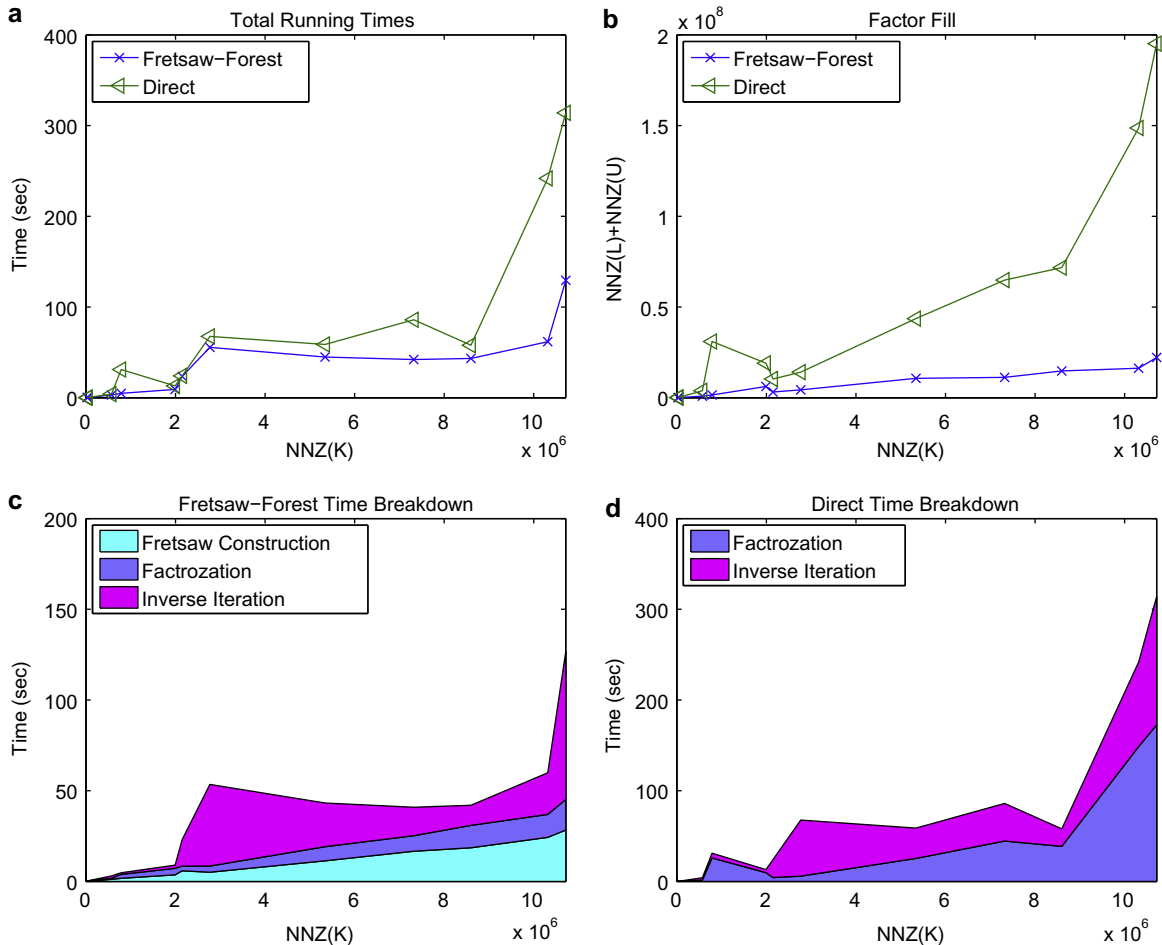 a
Total Running Times
400
300
200
100
0
Time (sec)
Fretsaw−Forest
Direct
0 2 4 6 8 10
x 10^6
NNZ(K)
b
x 10^8
Factor Fill
2
1.5
1
0.5
0
NNZ(L)+NNZ(U)
Fretsaw−Forest
Direct
0 2 4 6 8 10
x 10^6
NNZ(K)
c
Fretsaw−Forest Time Breakdown
200
150
100
50
0
Time (sec)
Fretsaw Construction
Factrozation
Inverse Iteration
0 2 4 6 8 10
NNZ(K)
x 10^6
d
Direct Time Breakdown
400
300
200
100
0
Time (sec)
Factrozation
Inverse Iteration
0 2 4 6 8 10
NNZ(K)
x 10^6